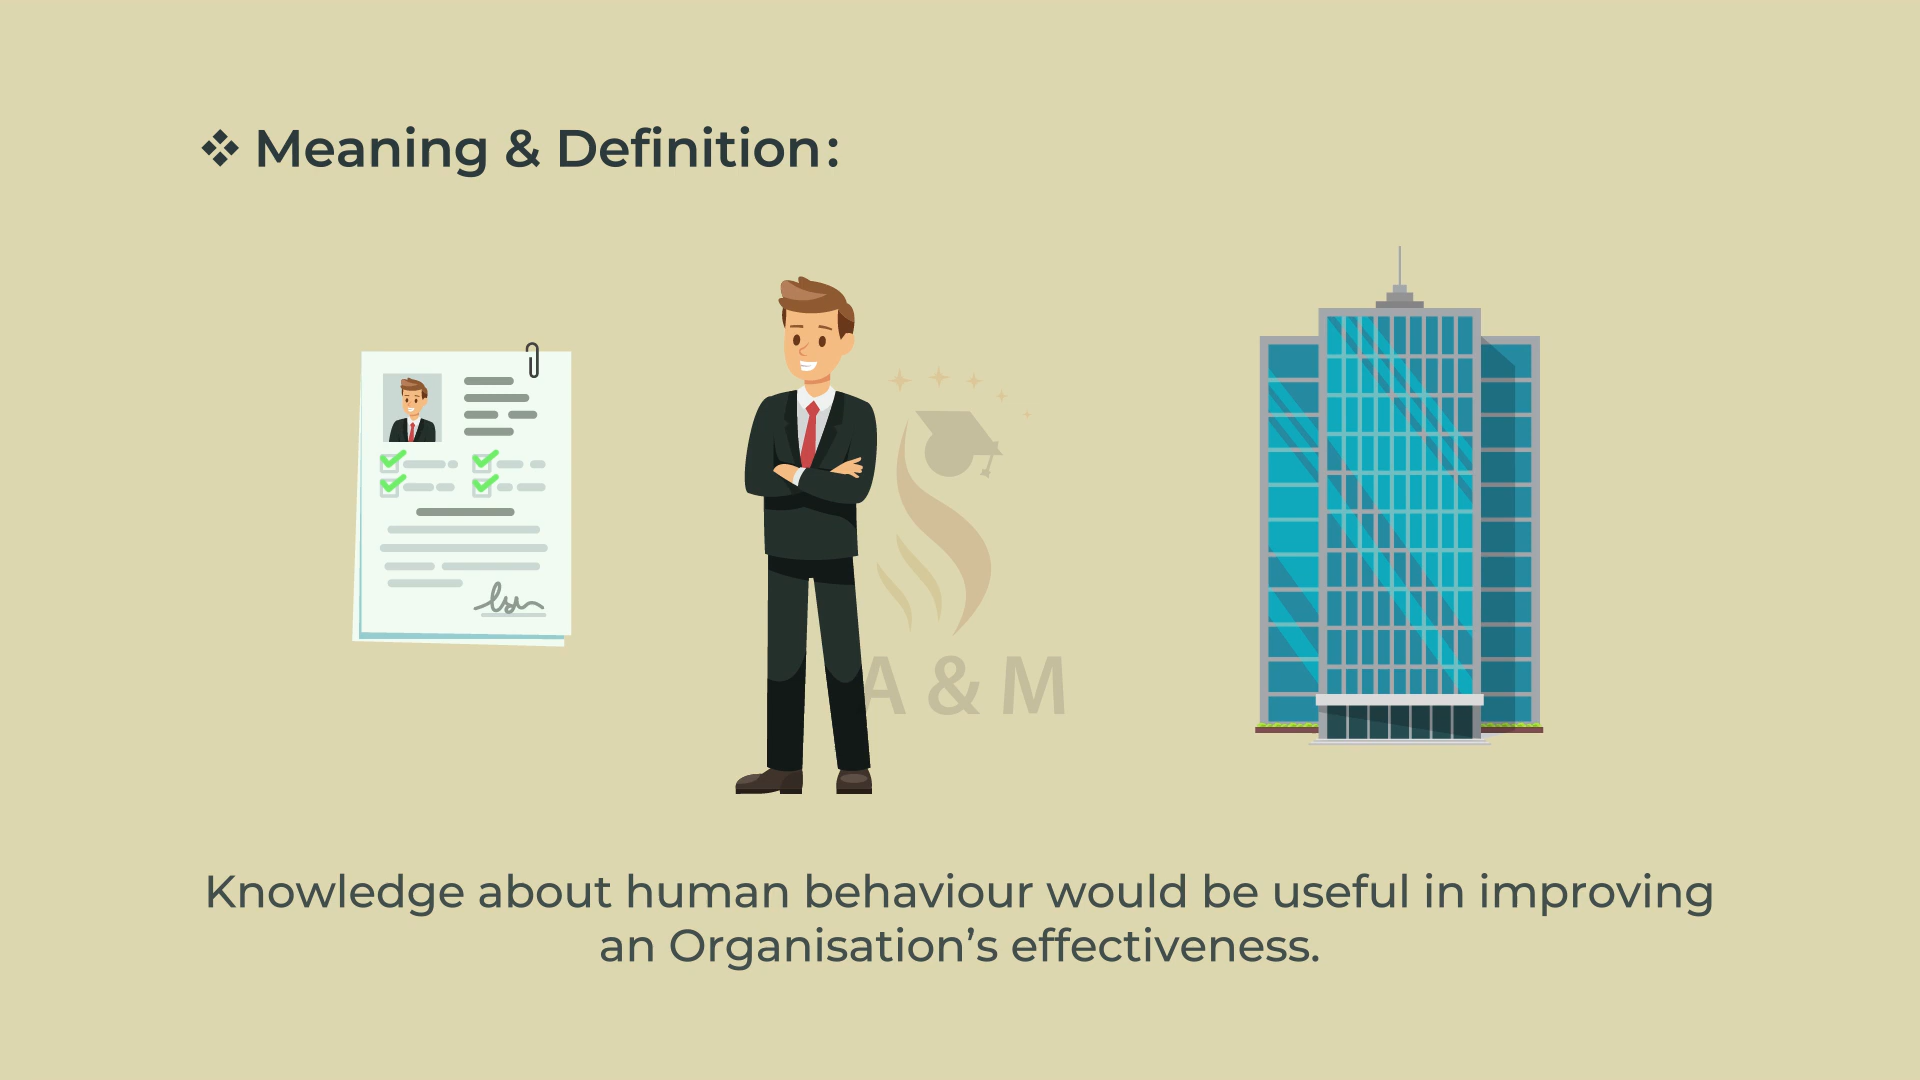 ❖ Meaning & Definition:
A & M
Knowledge about human behaviour would be useful in improving
an Organisation’s effectiveness.